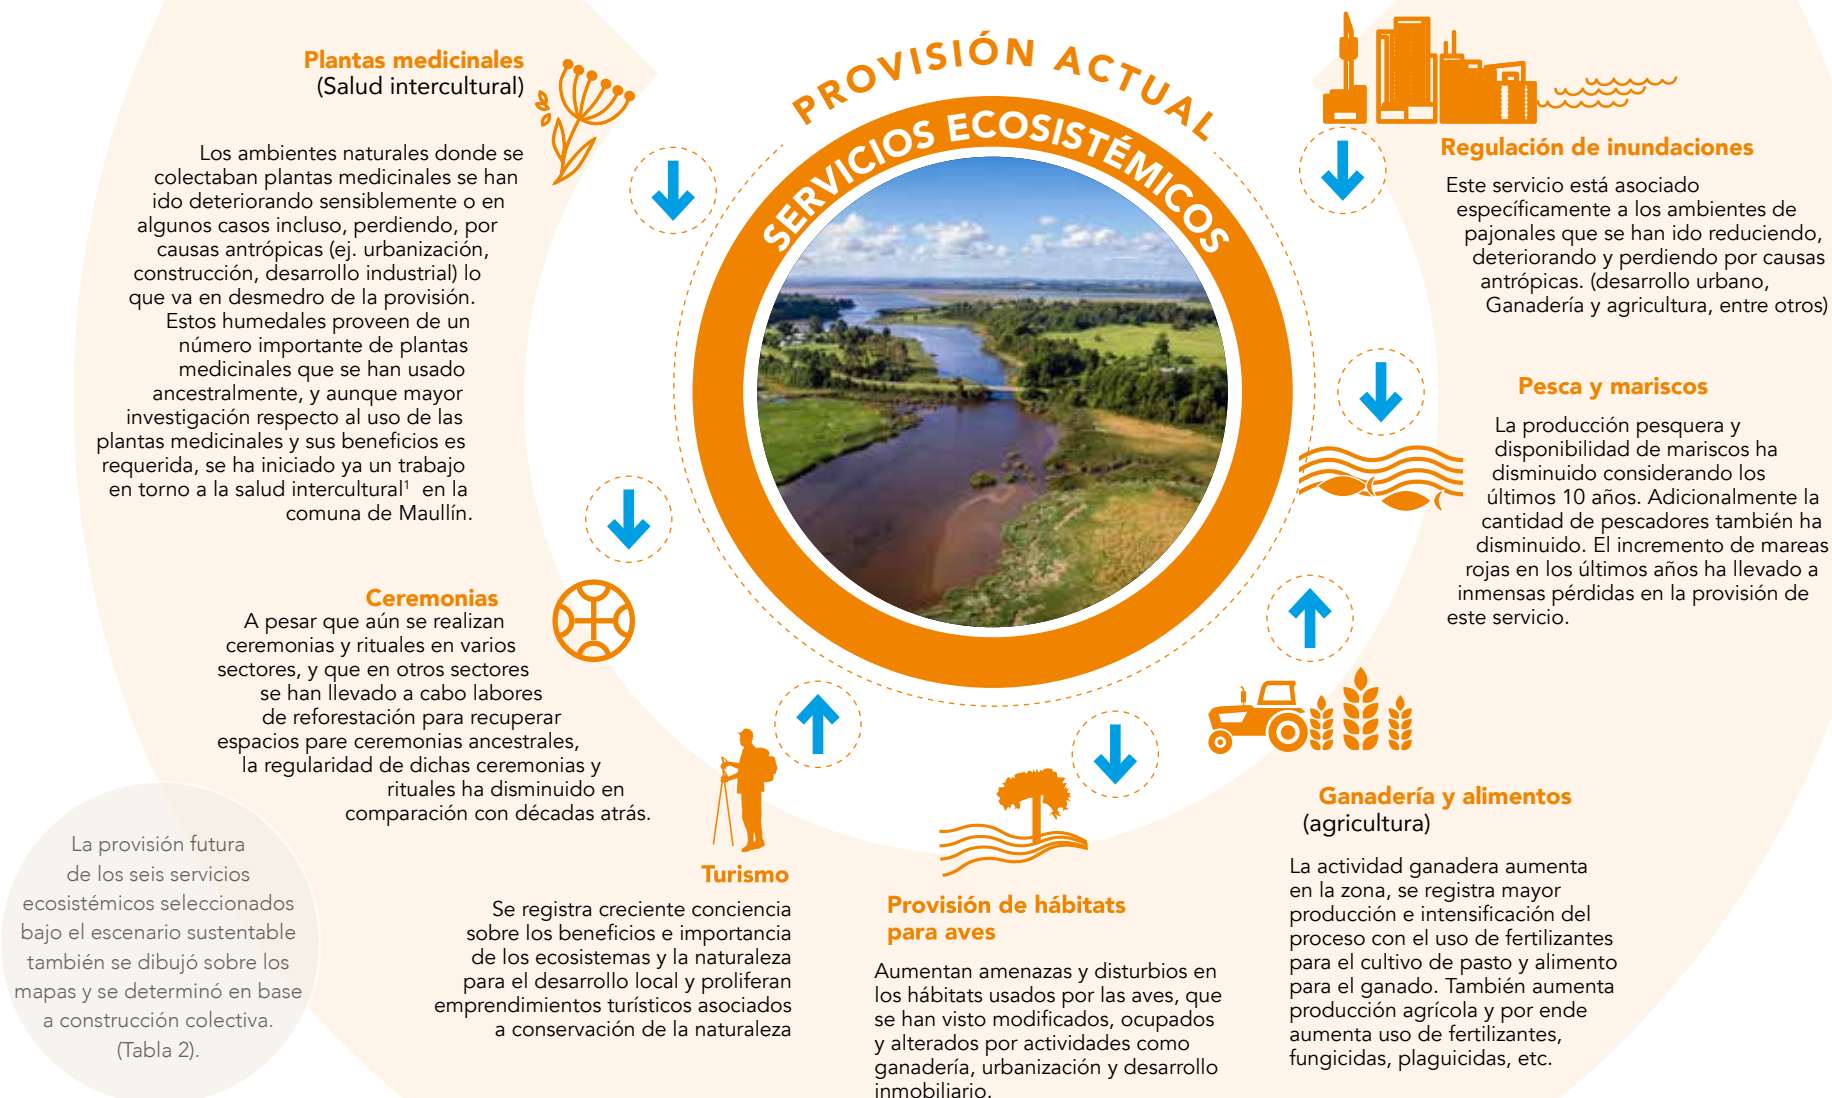 PROVISIÓN ACTUAL
SERVICIOS ECOSISTÉMICOS
Plantas medicinales
(Salud intercultural)
Los ambientes naturales donde se
colectaban plantas medicinales se han
ido deteriorando sensiblemente o en
algunos casos incluso, perdiendo, por
causas antrópicas (ej. urbanización,
construcción, desarrollo industrial) lo
que va en desmedro de la provisión.
Estos humedales proveen de un
número importante de plantas
medicinales que se han usado
ancestralmente, y aunque mayor
investigación respecto al uso de las
plantas medicinales y sus beneficios es
requerida, se ha iniciado ya un trabajo
en torno a la salud intercultural¹ en la
comuna de Maullín.
Ceremonias
A pesar que aún se realizan
ceremonias y rituales en varios
sectores, y que en otros sectores
se han llevado a cabo labores
de reforestación para recuperar
espacios pare ceremonias ancestrales,
la regularidad de dichas ceremonias y
rituales ha disminuido en
comparación con décadas atrás.
La provisión futura
de los seis servicios
ecosistémicos seleccionados
bajo el escenario sustentable
también se dibujó sobre los
mapas y se determinó en base
a construcción colectiva.
(Tabla 2).
Turismo
Se registra creciente conciencia
sobre los beneficios e importancia
de los ecosistemas y la naturaleza
para el desarrollo local y proliferan
emprendimientos turísticos asociados
a conservación de la naturaleza
Provisión de hábitats
para aves
Aumentan amenazas y disturbios en
los hábitats usados por las aves, que
se han visto modificados, ocupados
y alterados por actividades como
ganadería, urbanización y desarrollo
inmobiliario.
Ganadería y alimentos
(agricultura)
La actividad ganadera aumenta
en la zona, se registra mayor
producción e intensificación del
proceso con el uso de fertilizantes
para el cultivo de pasto y alimento
para el ganado. También aumenta
producción agrícola y por ende
aumenta uso de fertilizantes,
fungicidas, plaguicidas, etc.
Regulación de inundaciones
Este servicio está asociado
específicamente a los ambientes de
pajonales que se han ido reduciendo,
deteriorando y perdiendo por causas
antrópicas. (desarrollo urbano,
Ganadería y agricultura, entre otros)
Pesca y mariscos
La producción pesquera y
disponibilidad de mariscos ha
disminuido considerando los
últimos 10 años. Adicionalmente la
cantidad de pescadores también ha
disminuido. El incremento de mareas
rojas en los últimos años ha llevado a
inmensas pérdidas en la provisión de
este servicio.